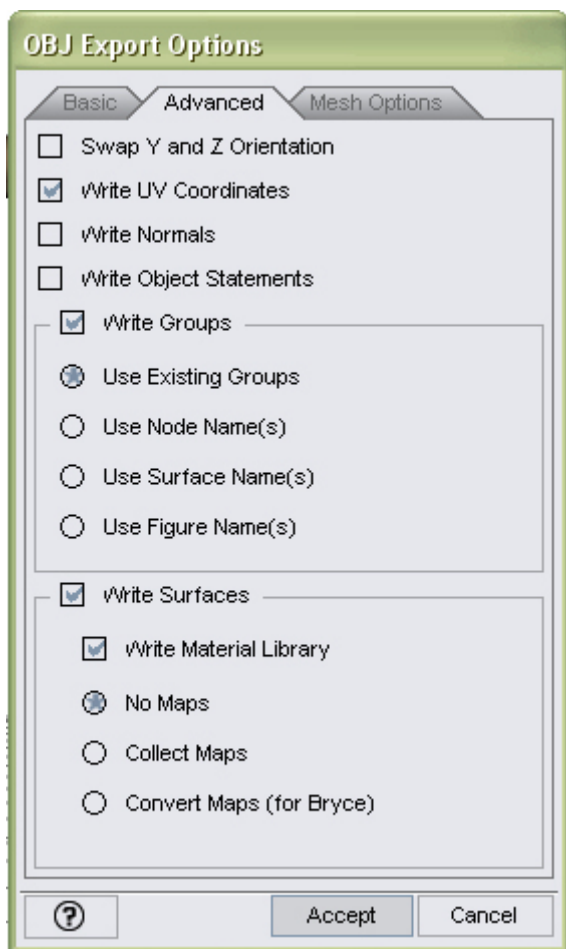 OBJ Export Options
Basic Advanced Mesh Options
Swap Y and Z Orientation
Write UV Coordinates
Write Normals
Write Object Statements
Write Groups
Use Existing Groups
Use Node Name(s)
Use Surface Name(s)
Use Figure Name(s)
Write Surfaces
Write Material Library
No Maps
Collect Maps
Convert Maps (for Bryce)
? Accept Cancel